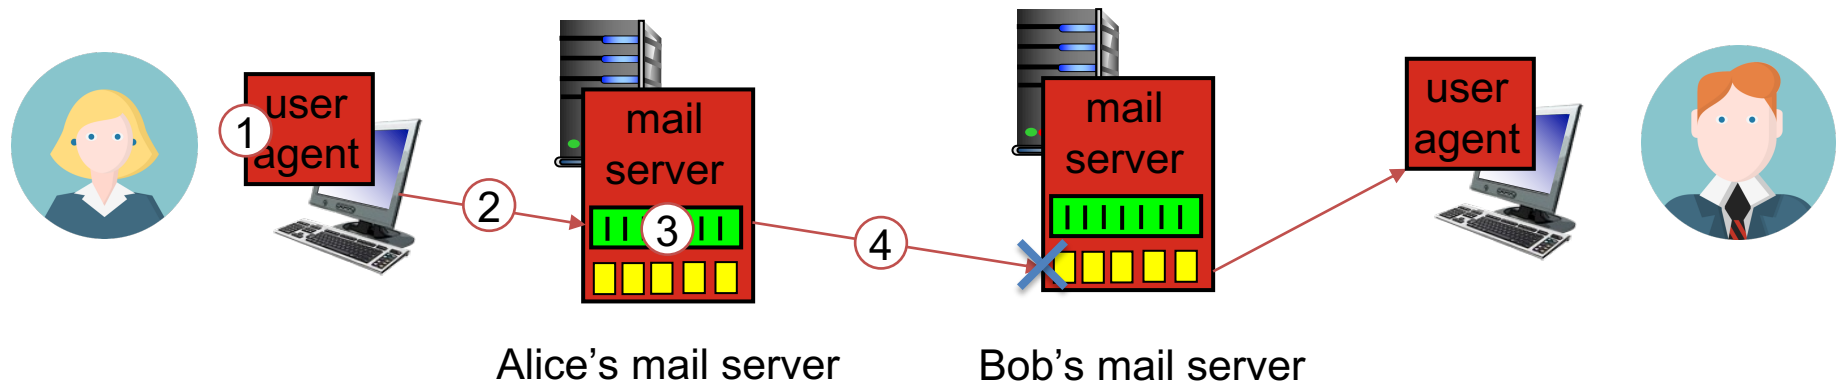 user
agent
1
2
mail
server
3
4
mail
server
user
agent
Alice’s mail server
Bob’s mail server